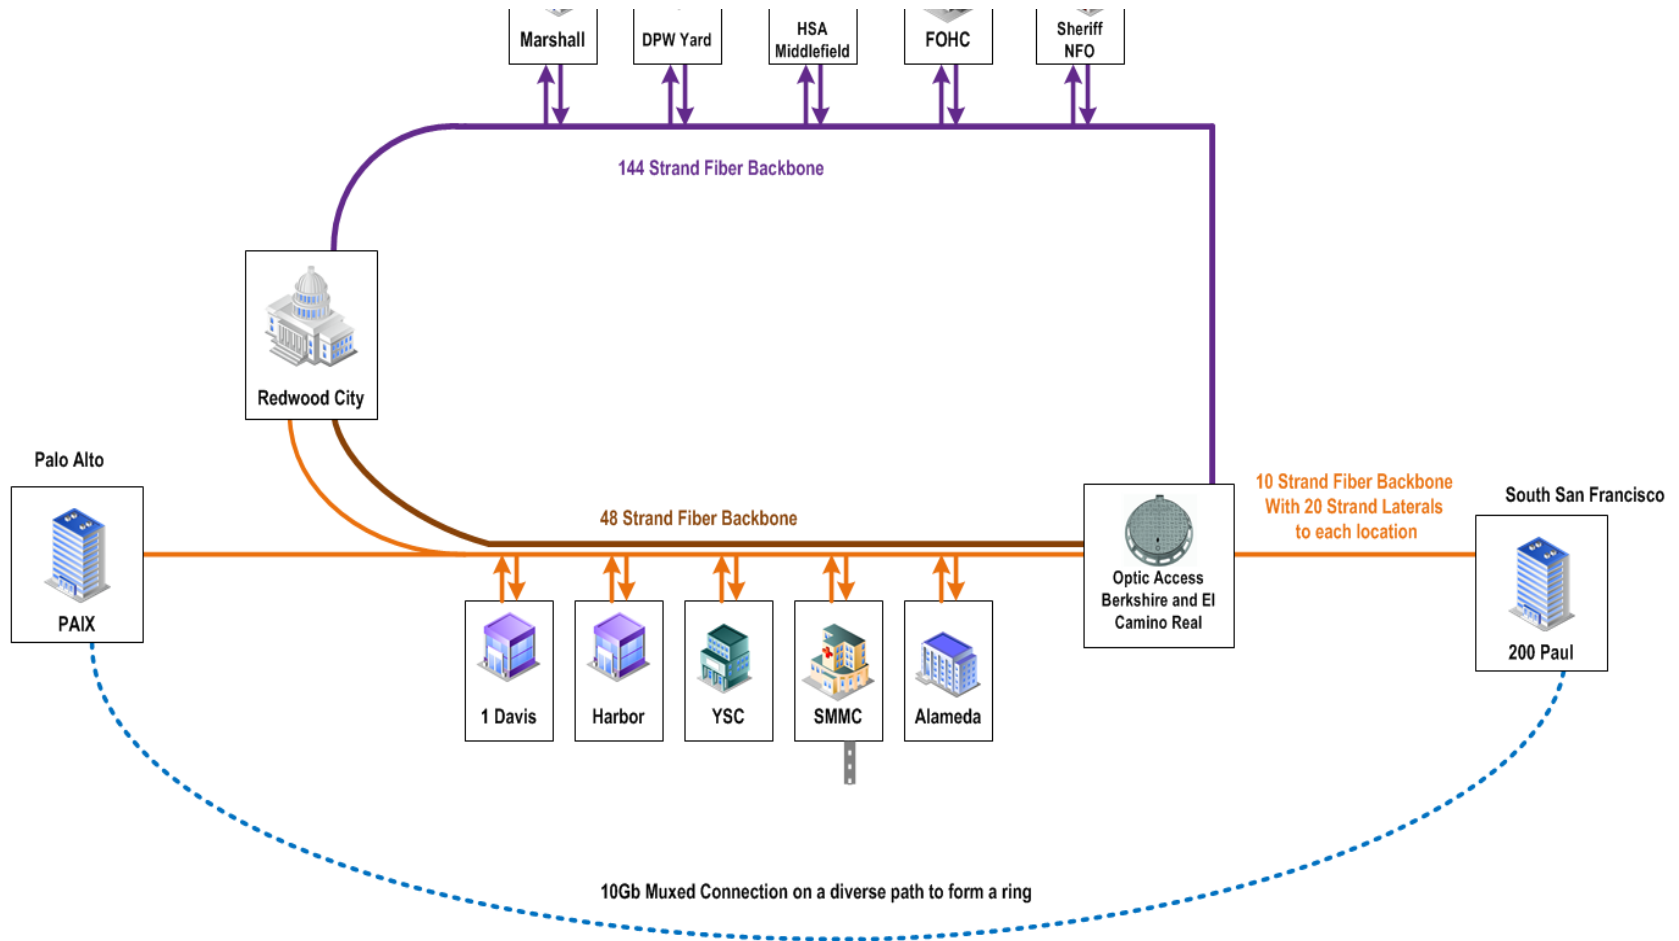 Marshall
DPW Yard
HSA
Middlefield
FOHC
Sheriff
NFO
144 Strand Fiber Backbone
Redwood City
Palo Alto
PAIX
48 Strand Fiber Backbone
10 Strand Fiber Backbone
With 20 Strand Laterals
to each location
South San Francisco
Optic Access
Berkshire and El
Camino Real
200 Paul
1 Davis
Harbor
YSC
SMMC
Alameda
10Gb Muxed Connection on a diverse path to form a ring